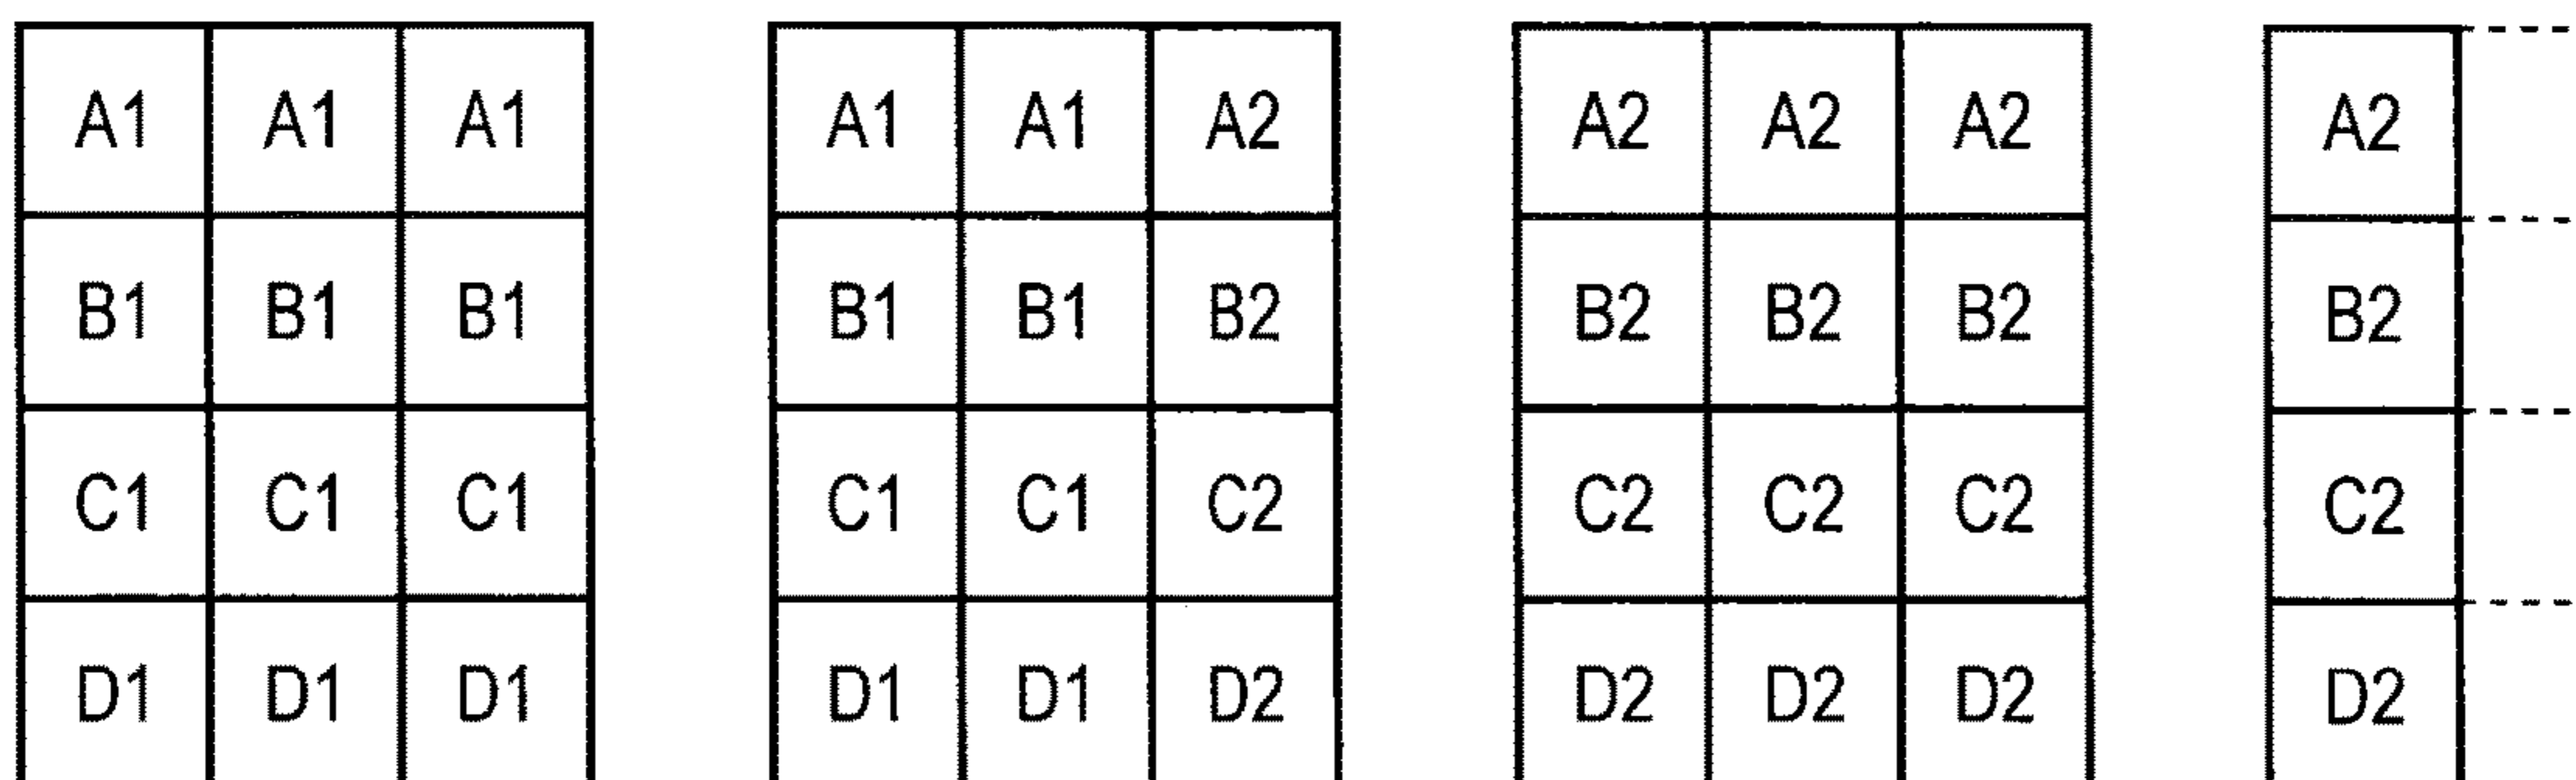 A1 A1 A1 A1 A1 A2 A2 A2 A2 A2
B1 B1 B1 B1 B1 B2 B2 B2 B2 B2
C1 C1 C1 C1 C1 C2 C2 C2 C2 C2
D1 D1 D1 D1 D1 D2 D2 D2 D2 D2